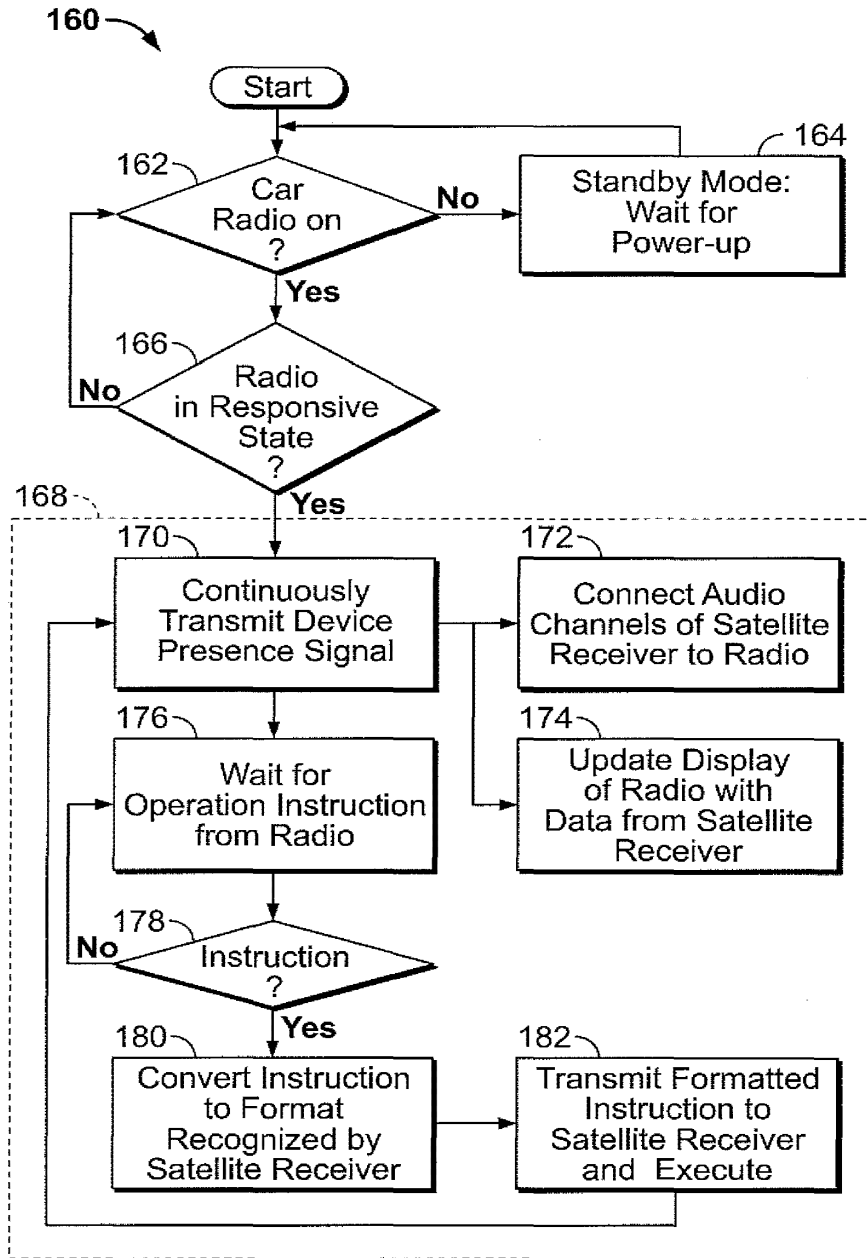 160
Start
162
Car
Radio on
?
No
164
Standby Mode:
Wait for
Power-up
Yes
166
Radio
in Responsive
State
?
No
Yes
168
170
Continuously
Transmit Device
Presence Signal
172
Connect Audio
Channels of Satellite
Receiver to Radio
176
Wait for
Operation Instruction
from Radio
174
Update Display
of Radio with
Data from Satellite
Receiver
178
Instruction
?
No
Yes
180
Convert Instruction
to Format
Recognized by
Satellite Receiver
182
Transmit Formatted
Instruction to
Satellite Receiver
and Execute